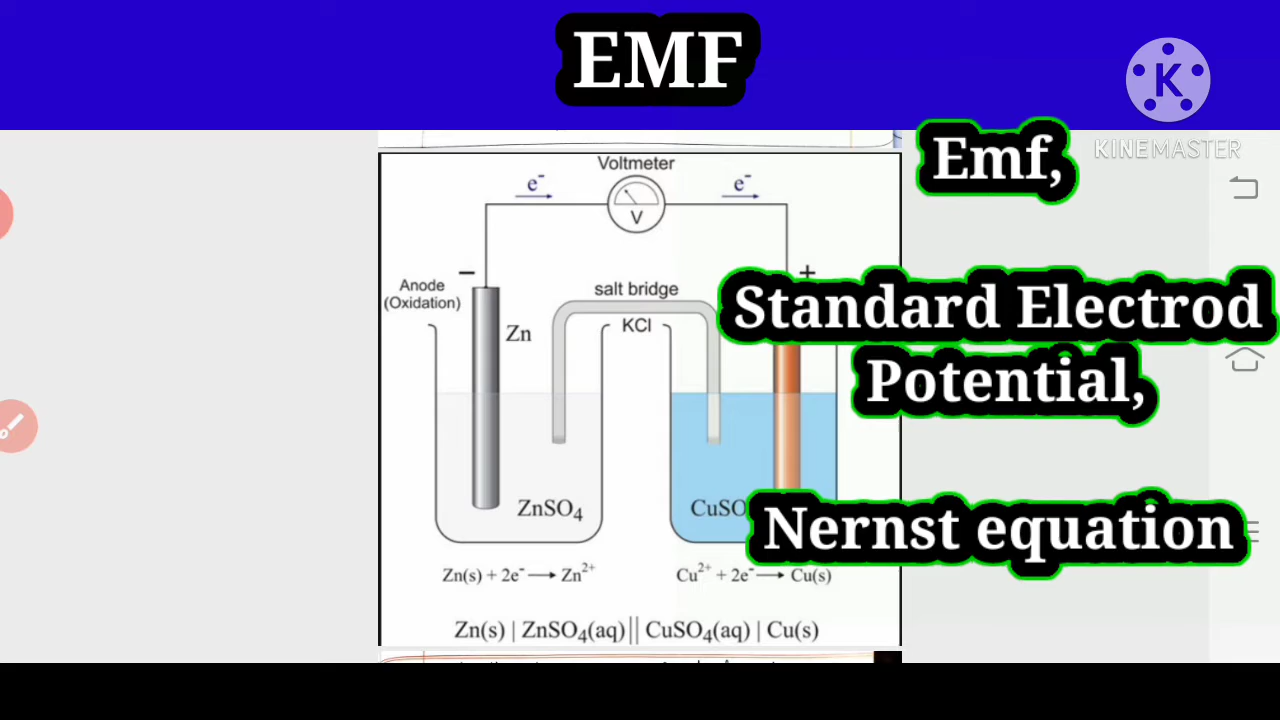 EMF
K
KINEMASTER
Emf,
Voltmeter
e⁻ e⁻
V
− +
Anode
(Oxidation)
salt bridge
Standard Electrod
Zn
KCl
Potential,
ZnSO₄
CuSO
Nernst equation
Zn(s) + 2e⁻ → Zn²⁺
Cu²⁺ + 2e⁻ → Cu(s)
Zn(s) | ZnSO₄(aq) || CuSO₄(aq) | Cu(s)